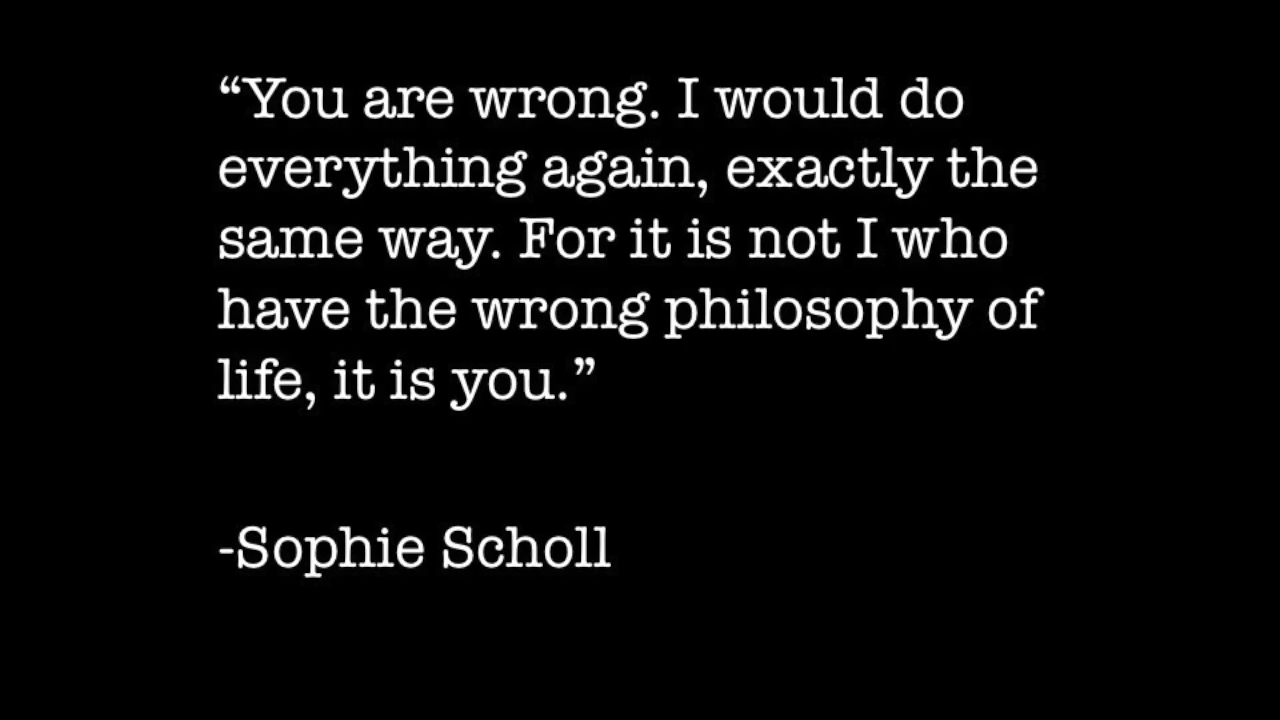 “You are wrong. I would do
everything again, exactly the
same way. For it is not I who
have the wrong philosophy of
life, it is you.”
-Sophie Scholl